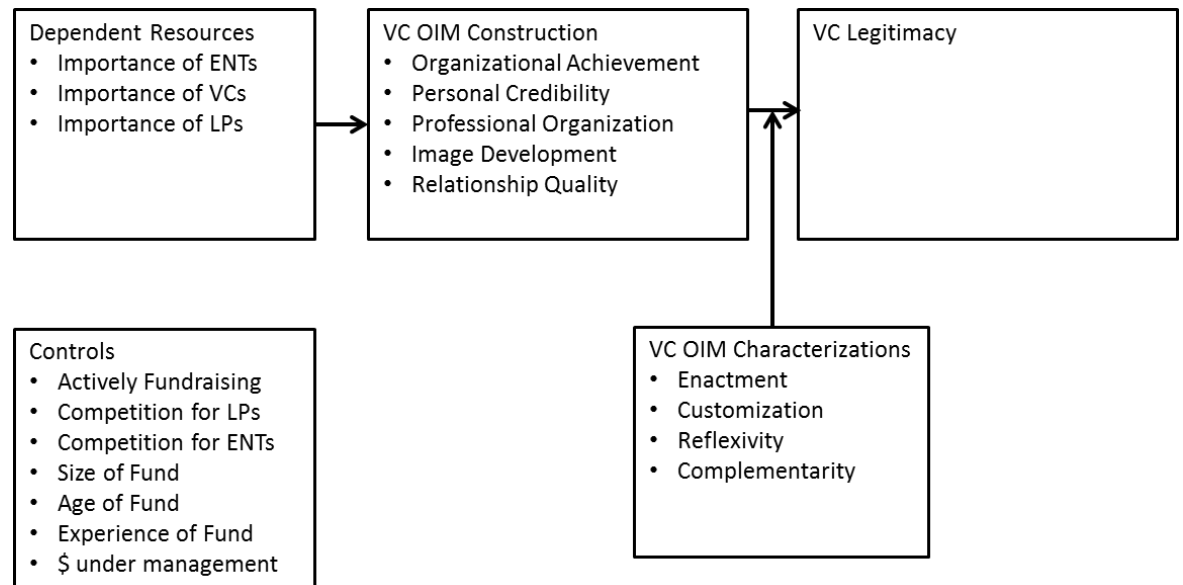 Dependent Resources
• Importance of ENTs
• Importance of VCs
• Importance of LPs
VC OIM Construction
• Organizational Achievement
• Personal Credibility
• Professional Organization
• Image Development
• Relationship Quality
VC Legitimacy
Controls
• Actively Fundraising
• Competition for LPs
• Competition for ENTs
• Size of Fund
• Age of Fund
• Experience of Fund
• $ under management
VC OIM Characterizations
• Enactment
• Customization
• Reflexivity
• Complementarity